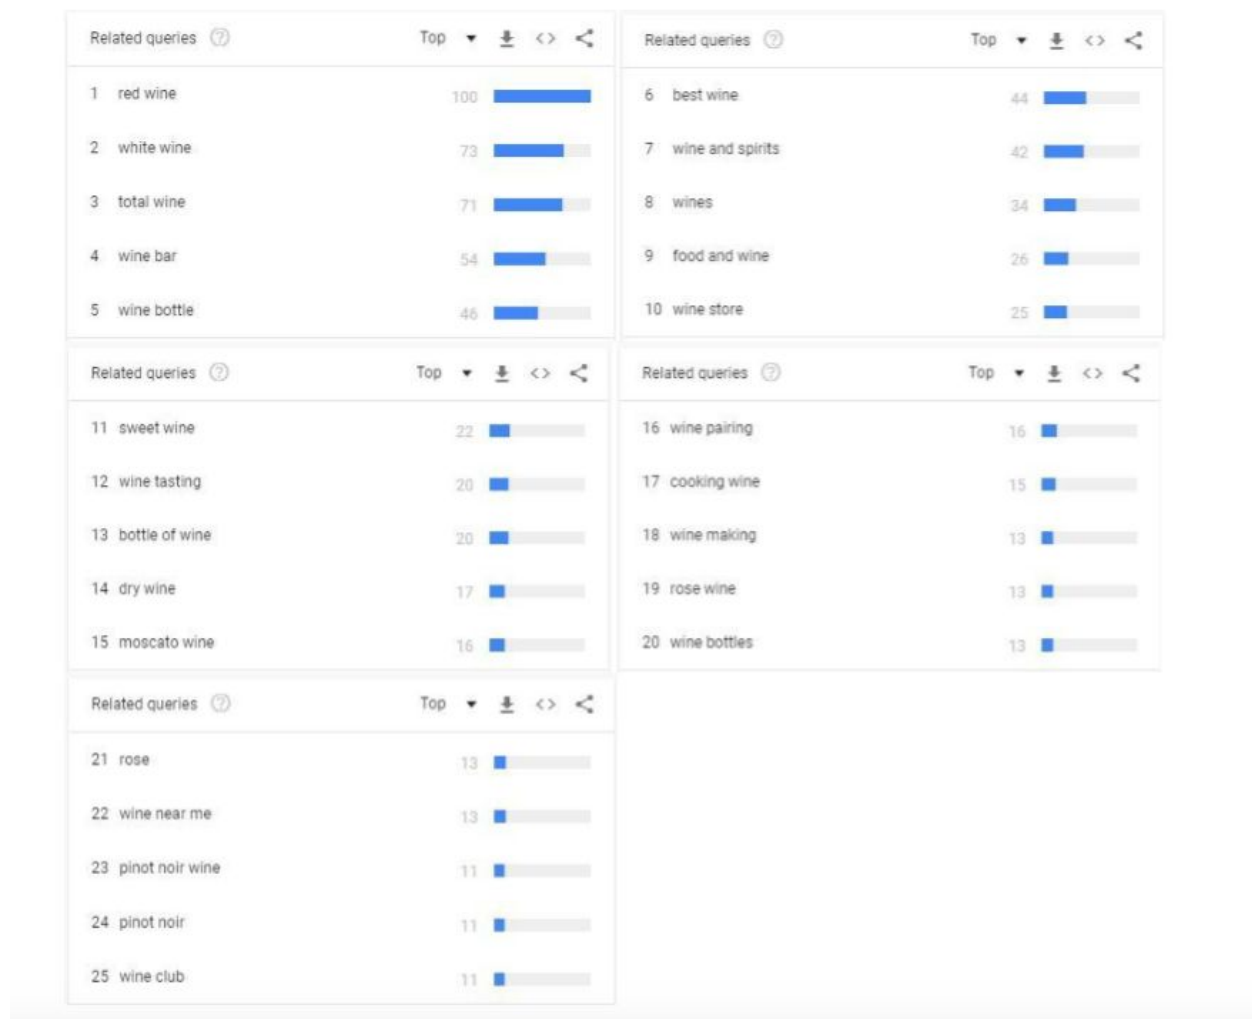 Related queries ? Top
1 red wine 100
2 white wine 73
3 total wine 71
4 wine bar 54
5 wine bottle 46
Related queries ? Top
6 best wine 44
7 wine and spirits 42
8 wines 34
9 food and wine 26
10 wine store 25
Related queries ? Top
11 sweet wine 22
12 wine tasting 20
13 bottle of wine 20
14 dry wine 17
15 moscato wine 16
Related queries ? Top
16 wine pairing 16
17 cooking wine 15
18 wine making 13
19 rose wine 13
20 wine bottles 13
Related queries ? Top
21 rose 13
22 wine near me 13
23 pinot noir wine 11
24 pinot noir 11
25 wine club 11